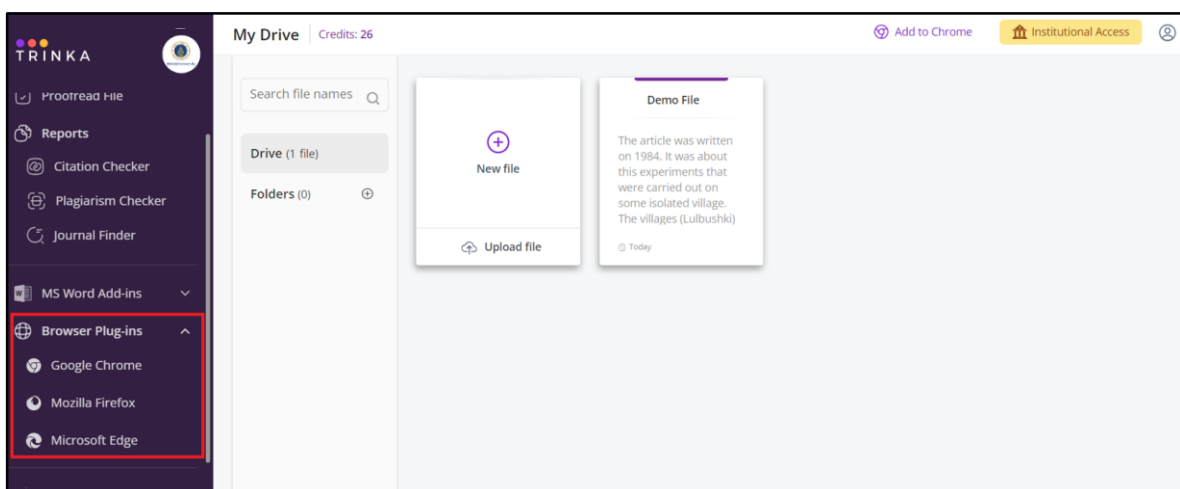 TRINKA
Proofread File
Reports
Citation Checker
Plagiarism Checker
Journal Finder
MS Word Add-ins
Browser Plug-ins
Google Chrome
Mozilla Firefox
Microsoft Edge
My Drive Credits: 26
Add to Chrome
Institutional Access
Search file names
Drive (1 file)
Folders (0)
New file
Upload file
Demo File
The article was written
on 1984. It was about
this experiments that
were carried out on
some isolated village.
The villages (Lulbushki)
Today